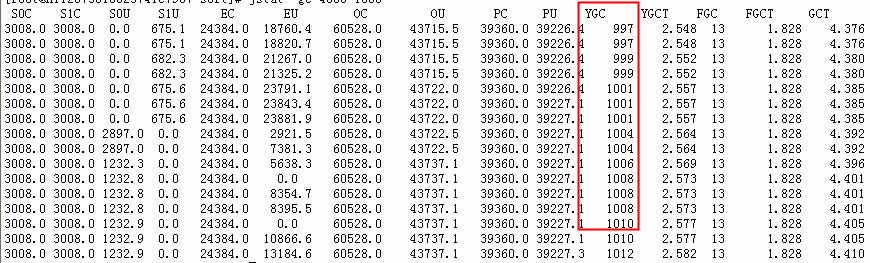 S0C S1C S0U S1U EC EU OC OU PC PU YGC YGCT FGC FGCT GCT
3008.0 3008.0 0.0 675.1 24384.0 18760.4 60528.0 43715.5 39360.0 39226.4 997 2.548 13 1.828 4.376
3008.0 3008.0 0.0 675.1 24384.0 18820.7 60528.0 43715.5 39360.0 39226.4 997 2.548 13 1.828 4.376
3008.0 3008.0 0.0 682.3 24384.0 21267.0 60528.0 43715.5 39360.0 39226.4 999 2.552 13 1.828 4.380
3008.0 3008.0 0.0 682.3 24384.0 21325.2 60528.0 43715.5 39360.0 39226.4 999 2.552 13 1.828 4.380
3008.0 3008.0 0.0 675.6 24384.0 23791.1 60528.0 43722.0 39360.0 39226.4 1001 2.557 13 1.828 4.385
3008.0 3008.0 0.0 675.6 24384.0 23843.4 60528.0 43722.0 39360.0 39227.1 1001 2.557 13 1.828 4.385
3008.0 3008.0 0.0 675.6 24384.0 23881.9 60528.0 43722.0 39360.0 39227.1 1001 2.557 13 1.828 4.385
3008.0 3008.0 2897.0 0.0 24384.0 2921.5 60528.0 43722.5 39360.0 39227.1 1004 2.564 13 1.828 4.392
3008.0 3008.0 2897.0 0.0 24384.0 7381.3 60528.0 43722.5 39360.0 39227.1 1004 2.564 13 1.828 4.392
3008.0 3008.0 1232.3 0.0 24384.0 5638.3 60528.0 43737.1 39360.0 39227.1 1006 2.569 13 1.828 4.396
3008.0 3008.0 1232.8 0.0 24384.0 0.0 60528.0 43737.1 39360.0 39227.1 1008 2.573 13 1.828 4.401
3008.0 3008.0 1232.8 0.0 24384.0 8354.7 60528.0 43737.1 39360.0 39227.1 1008 2.573 13 1.828 4.401
3008.0 3008.0 1232.8 0.0 24384.0 8395.5 60528.0 43737.1 39360.0 39227.1 1008 2.573 13 1.828 4.401
3008.0 3008.0 1232.9 0.0 24384.0 0.0 60528.0 43737.1 39360.0 39227.1 1010 2.577 13 1.828 4.405
3008.0 3008.0 1232.9 0.0 24384.0 10866.6 60528.0 43737.1 39360.0 39227.1 1010 2.577 13 1.828 4.405
3008.0 3008.0 1232.9 0.0 24384.0 13184.6 60528.0 43737.1 39360.0 39227.3 1012 2.582 13 1.828 4.410